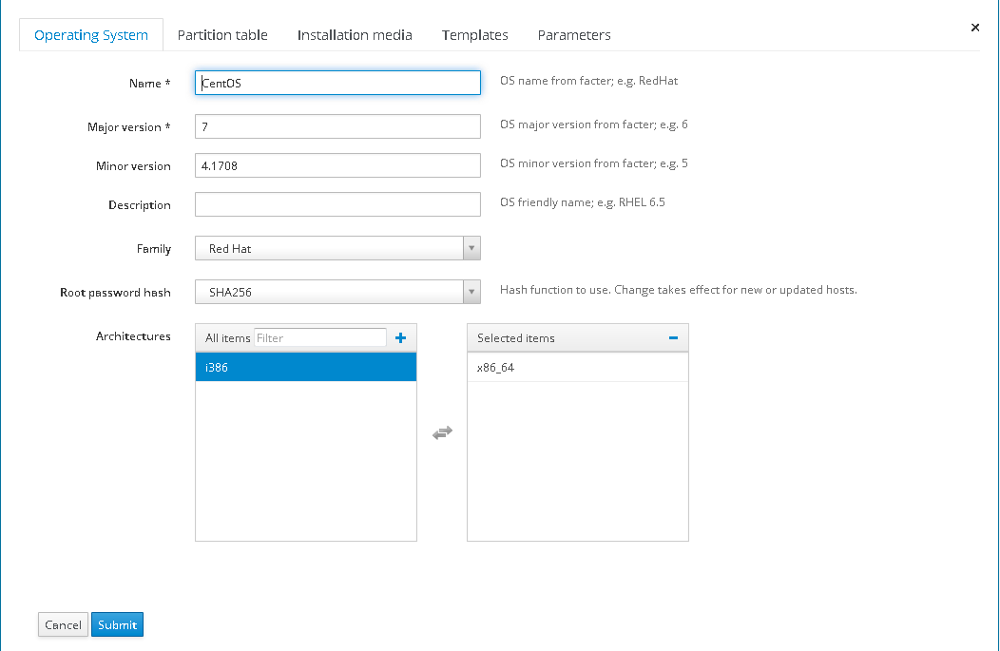 Operating System Partition table Installation media Templates Parameters ×
Name * CentOS OS name from facter; e.g. RedHat
Major version * 7 OS major version from facter; e.g. 6
Minor version 4.1708 OS minor version from facter; e.g. 5
Description OS friendly name; e.g. RHEL 6.5
Family Red Hat
Root password hash SHA256 Hash function to use. Change takes effect for new or updated hosts.
Architectures All items Filter + Selected items −
i386 x86_64
Cancel Submit